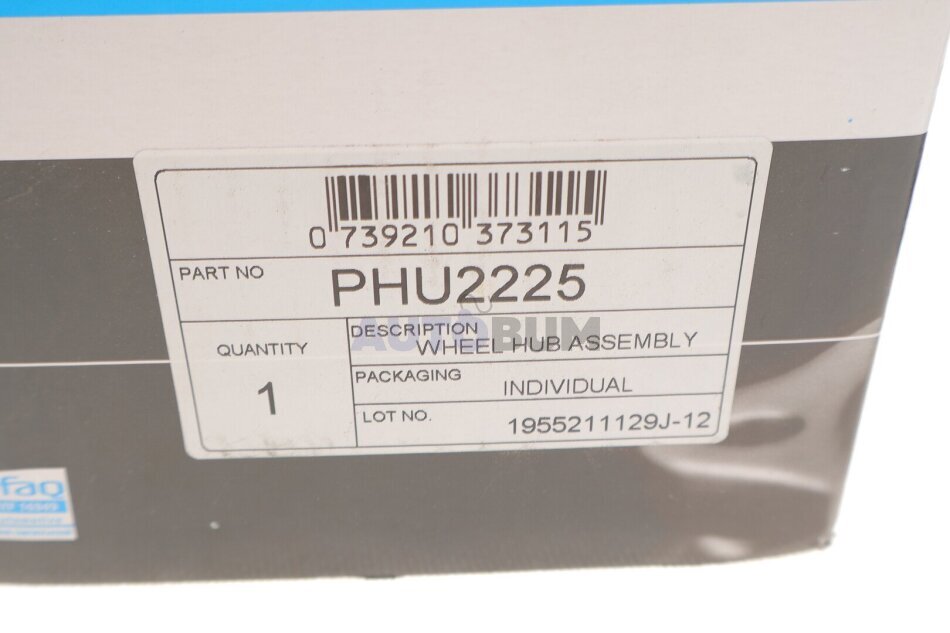 0 739210 373115
PART NO
PHU2225
AUTOBUM
QUANTITY
1
DESCRIPTION
WHEEL HUB ASSEMBLY
PACKAGING
INDIVIDUAL
LOT NO.
1955211129J-12
faq